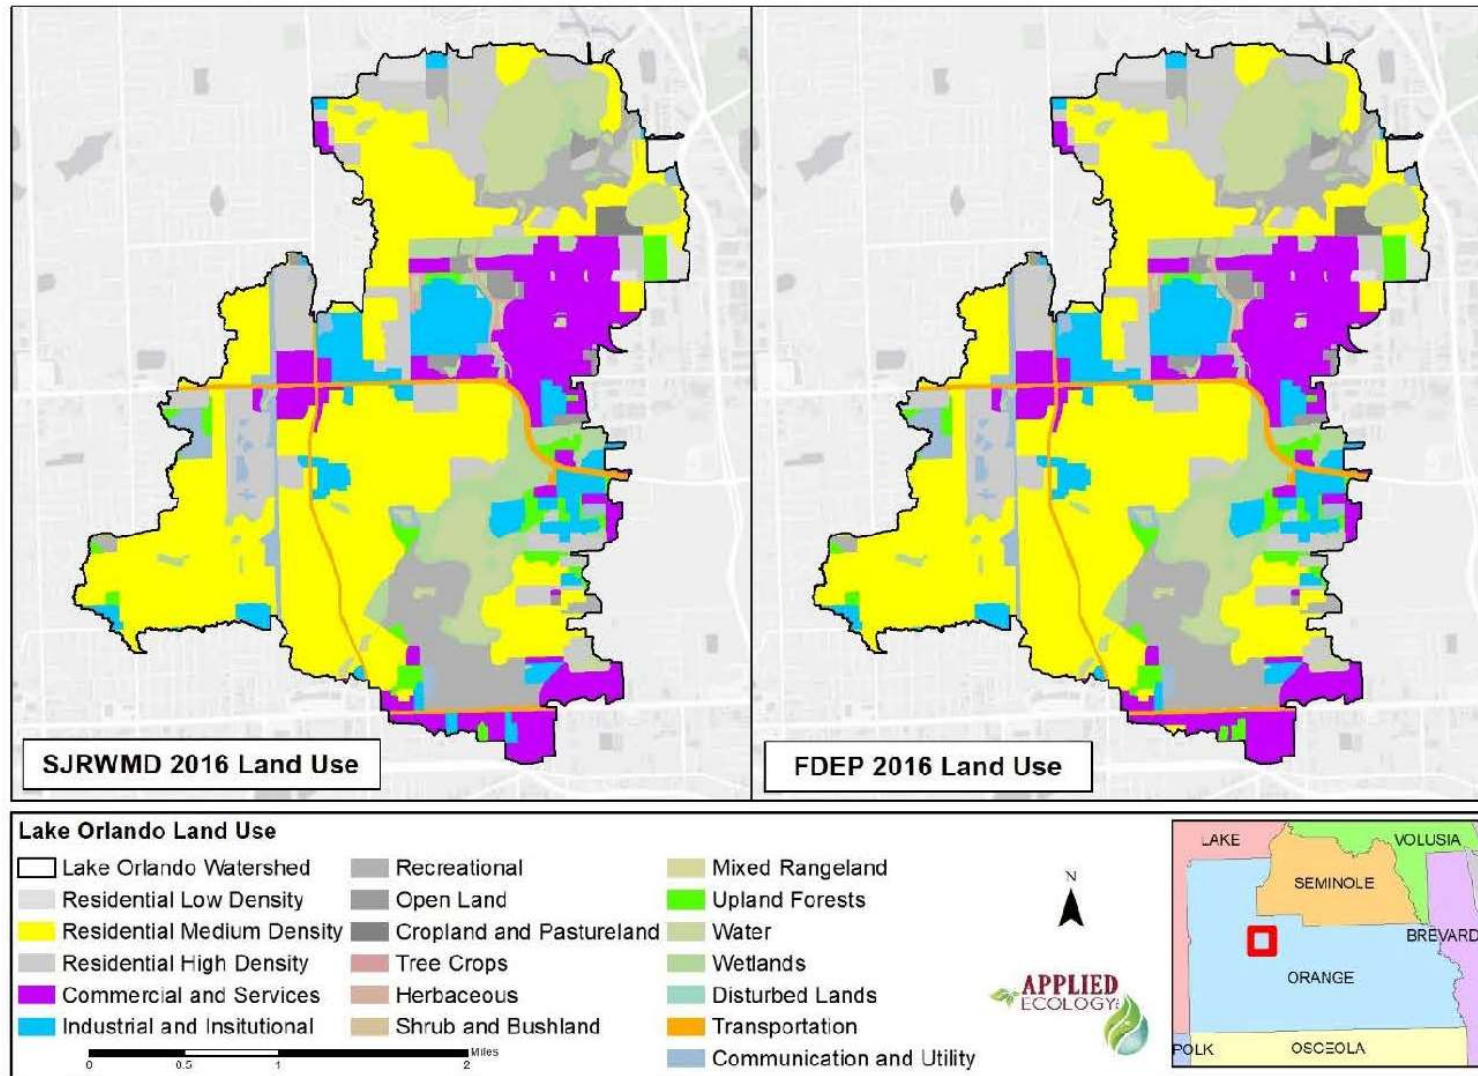 SJRWMD 2016 Land Use
FDEP 2016 Land Use
Lake Orlando Land Use
Lake Orlando Watershed
Residential Low Density
Residential Medium Density
Residential High Density
Commercial and Services
Industrial and Insitutional
Recreational
Open Land
Cropland and Pastureland
Tree Crops
Herbaceous
Shrub and Bushland
Mixed Rangeland
Upland Forests
Water
Wetlands
Disturbed Lands
Transportation
Communication and Utility
0 0.5 1 2 Miles
N
APPLIED
ECOLOGY
LAKE
VOLUSIA
SEMINOLE
BREVARD
ORANGE
POLK
OSCEOLA